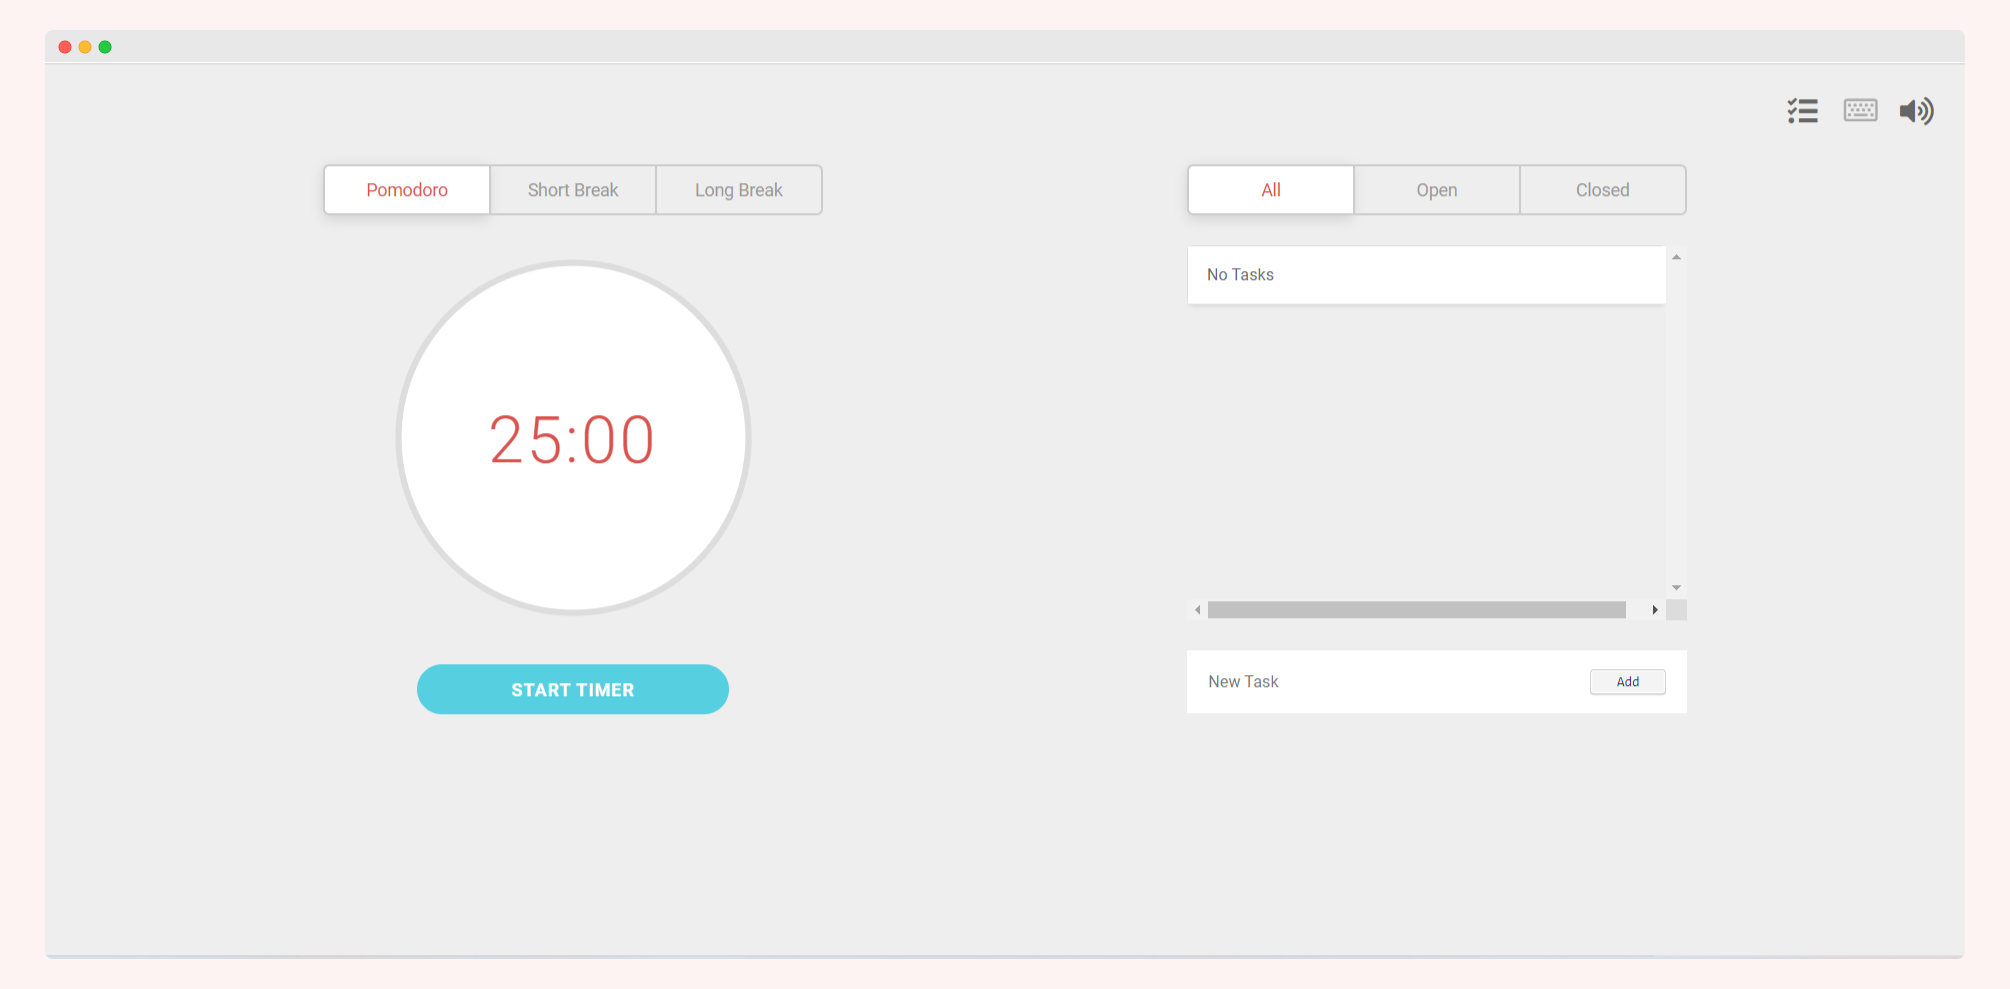 Pomodoro
Short Break
Long Break
25:00
START TIMER
All
Open
Closed
No Tasks
New Task
Add